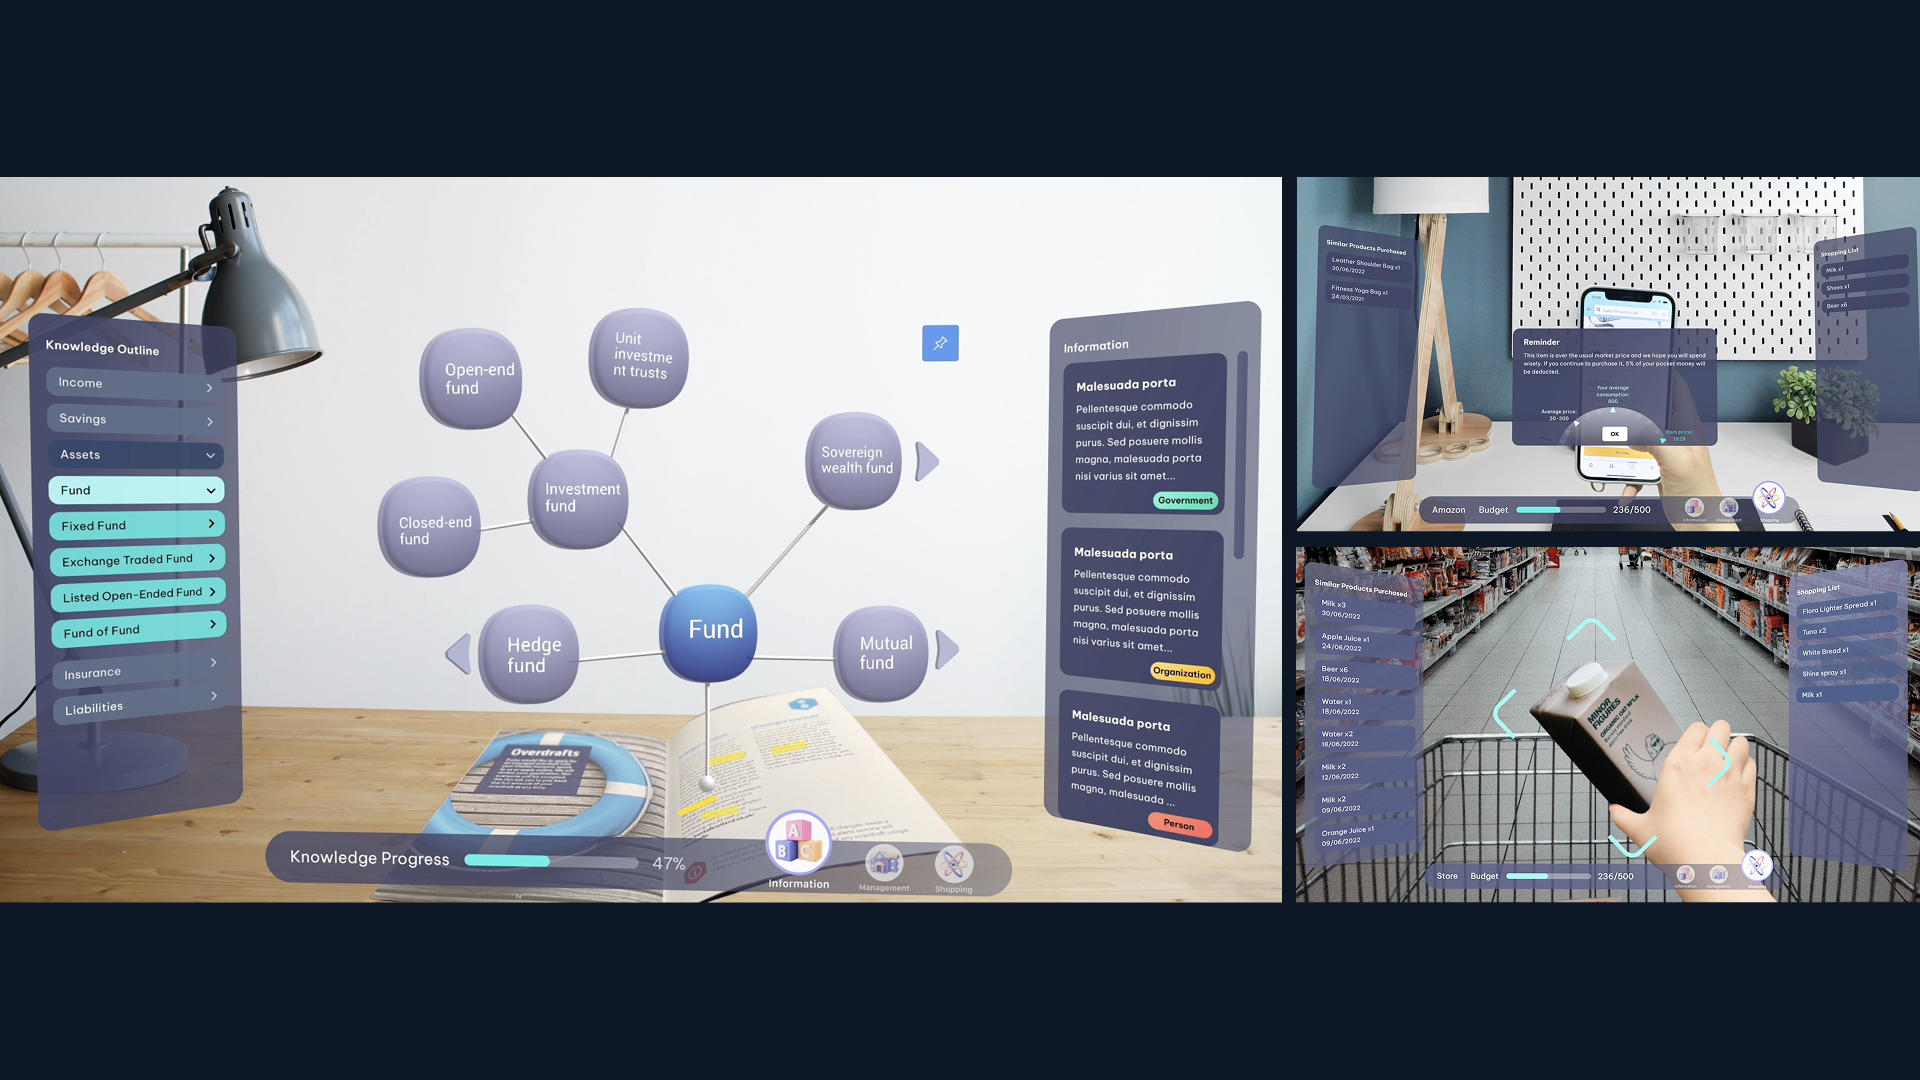 Knowledge Outline
Income
Savings
Assets
Fund
Fixed Fund
Exchange Traded Fund
Listed Open-Ended Fund
Fund of Fund
Insurance
Liabilities
Open-end
fund
Unit
investme
nt trusts
Investment
fund
Closed-end
fund
Sovereign
wealth fund
Hedge
fund
Fund
Mutual
fund
Overdrafts
Information
Malesuada porta
Pellentesque commodo
suscipit dui, et dignissim
purus. Sed posuere mollis
magna, malesuada porta
nisi varius sit amet...
Government
Malesuada porta
Pellentesque commodo
suscipit dui, et dignissim
purus. Sed posuere mollis
magna, malesuada porta
nisi varius sit amet...
Organization
Malesuada porta
Pellentesque commodo
suscipit dui, et dignissim
purus. Sed posuere mollis
magna, malesuada ...
Person
Knowledge Progress
47%
A
B
C
Information
Management
Shopping
Similar Products Purchased
Leather Shoulder Bag x1
30/06/2022
Fitness Yoga Bag x1
24/03/2021
Shopping List
Milk x1
Shoes x1
Beer x6
Reminder
This item is over the usual market price and we hope you will spend
wisely. If you continue to purchase it, 5% of your pocket money will
be deducted.
Your average
consumption:
800
Average price:
20-300
Item price:
1929
OK
Amazon Budget 236/500
Information
Management
Shopping
Similar Products Purchased
Milk x3
30/06/2022
Apple Juice x1
24/06/2022
Beer x6
18/06/2022
Water x1
18/06/2022
Water x2
18/06/2022
Milk x2
12/06/2022
Milk x2
09/06/2022
Orange Juice x1
09/06/2022
Shopping List
Flora Lighter Spread x1
Tuna x2
White Bread x1
Shine spray x1
Milk x1
MINOR
FIGURES
ORGANIC OAT M*LK
Store Budget 236/500
Information
Management
Shopping